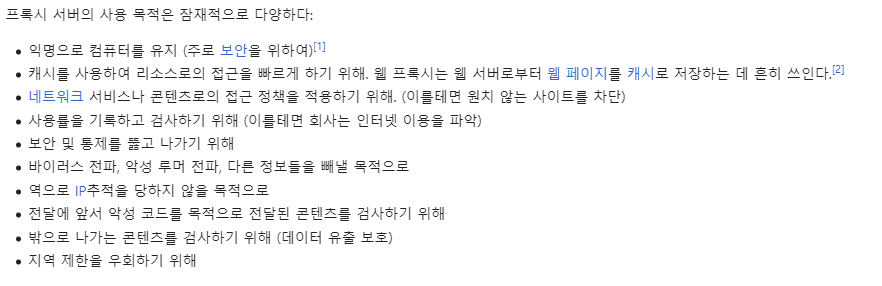 프록시 서버의 사용 목적은 잠재적으로 다양하다:
• 익명으로 컴퓨터를 유지 (주로 보안을 위하여)[1]
• 캐시를 사용하여 리소스로의 접근을 빠르게 하기 위해. 웹 프록시는 웹 서버로부터 웹 페이지를 캐시로 저장하는 데 흔히 쓰인다.[2]
• 네트워크 서비스나 콘텐츠로의 접근 정책을 적용하기 위해. (이를테면 원치 않는 사이트를 차단)
• 사용률을 기록하고 검사하기 위해 (이를테면 회사는 인터넷 이용을 파악)
• 보안 및 통제를 뚫고 나가기 위해
• 바이러스 전파, 악성 루머 전파, 다른 정보들을 빼낼 목적으로
• 역으로 IP추적을 당하지 않을 목적으로
• 전달에 앞서 악성 코드를 목적으로 전달된 콘텐츠를 검사하기 위해
• 밖으로 나가는 콘텐츠를 검사하기 위해 (데이터 유출 보호)
• 지역 제한을 우회하기 위해